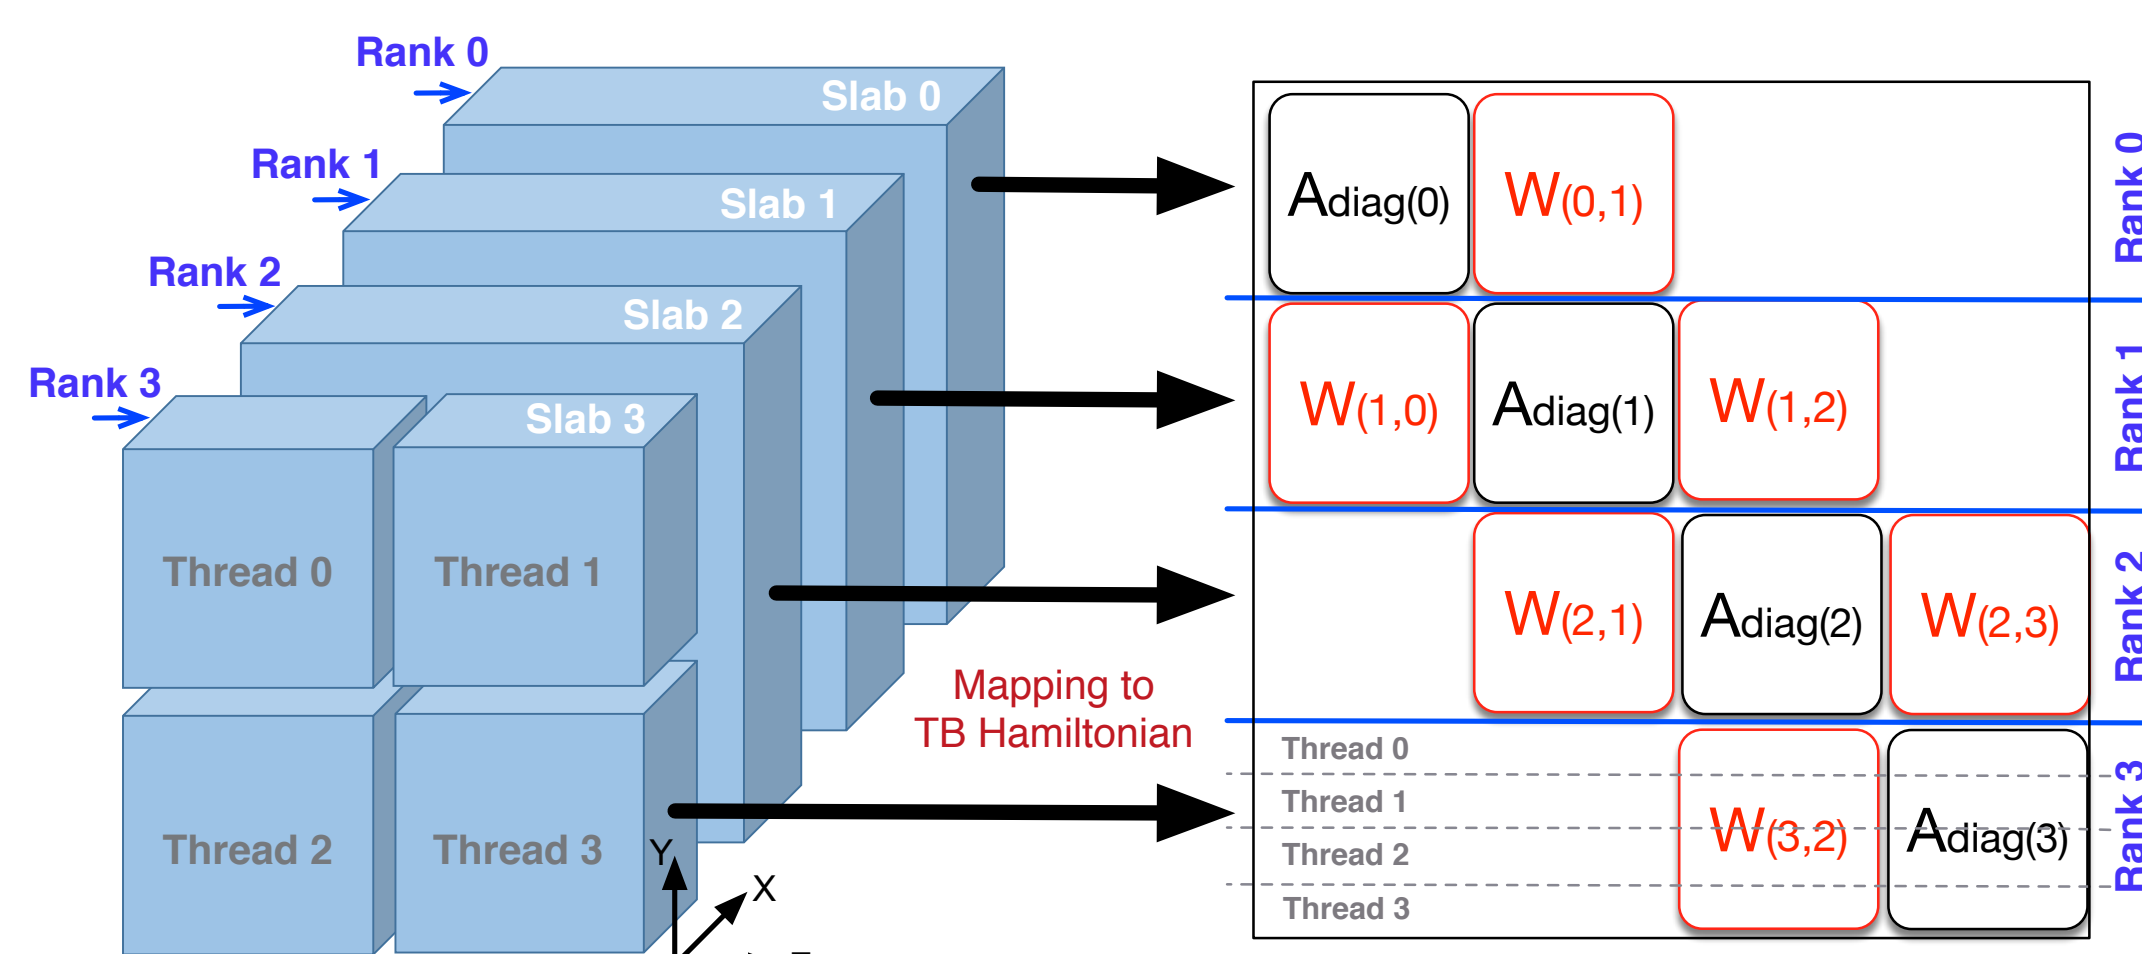 Rank 0
Slab 0
Rank 1
Slab 1
Rank 2
Slab 2
Rank 3
Slab 3
Thread 0
Thread 1
Thread 2
Thread 3
Y
X
Mapping to
TB Hamiltonian
Adiag(0) W(0,1)
Rank 0
W(1,0) Adiag(1) W(1,2)
Rank 1
W(2,1) Adiag(2) W(2,3)
Rank 2
Thread 0
Thread 1
Thread 2
Thread 3
W(3,2) Adiag(3)
Rank 3